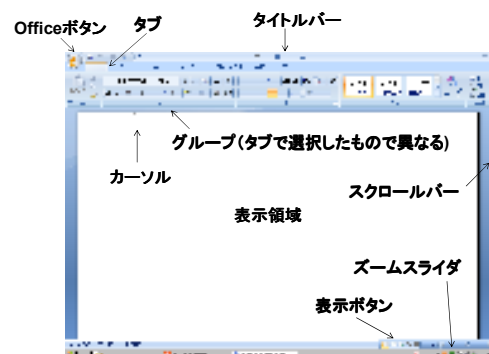 Officeボタン
タブ
タイトルバー
グループ(タブで選択したもので異なる)
カーソル
スクロールバー
表示領域
ズームスライダ
表示ボタン